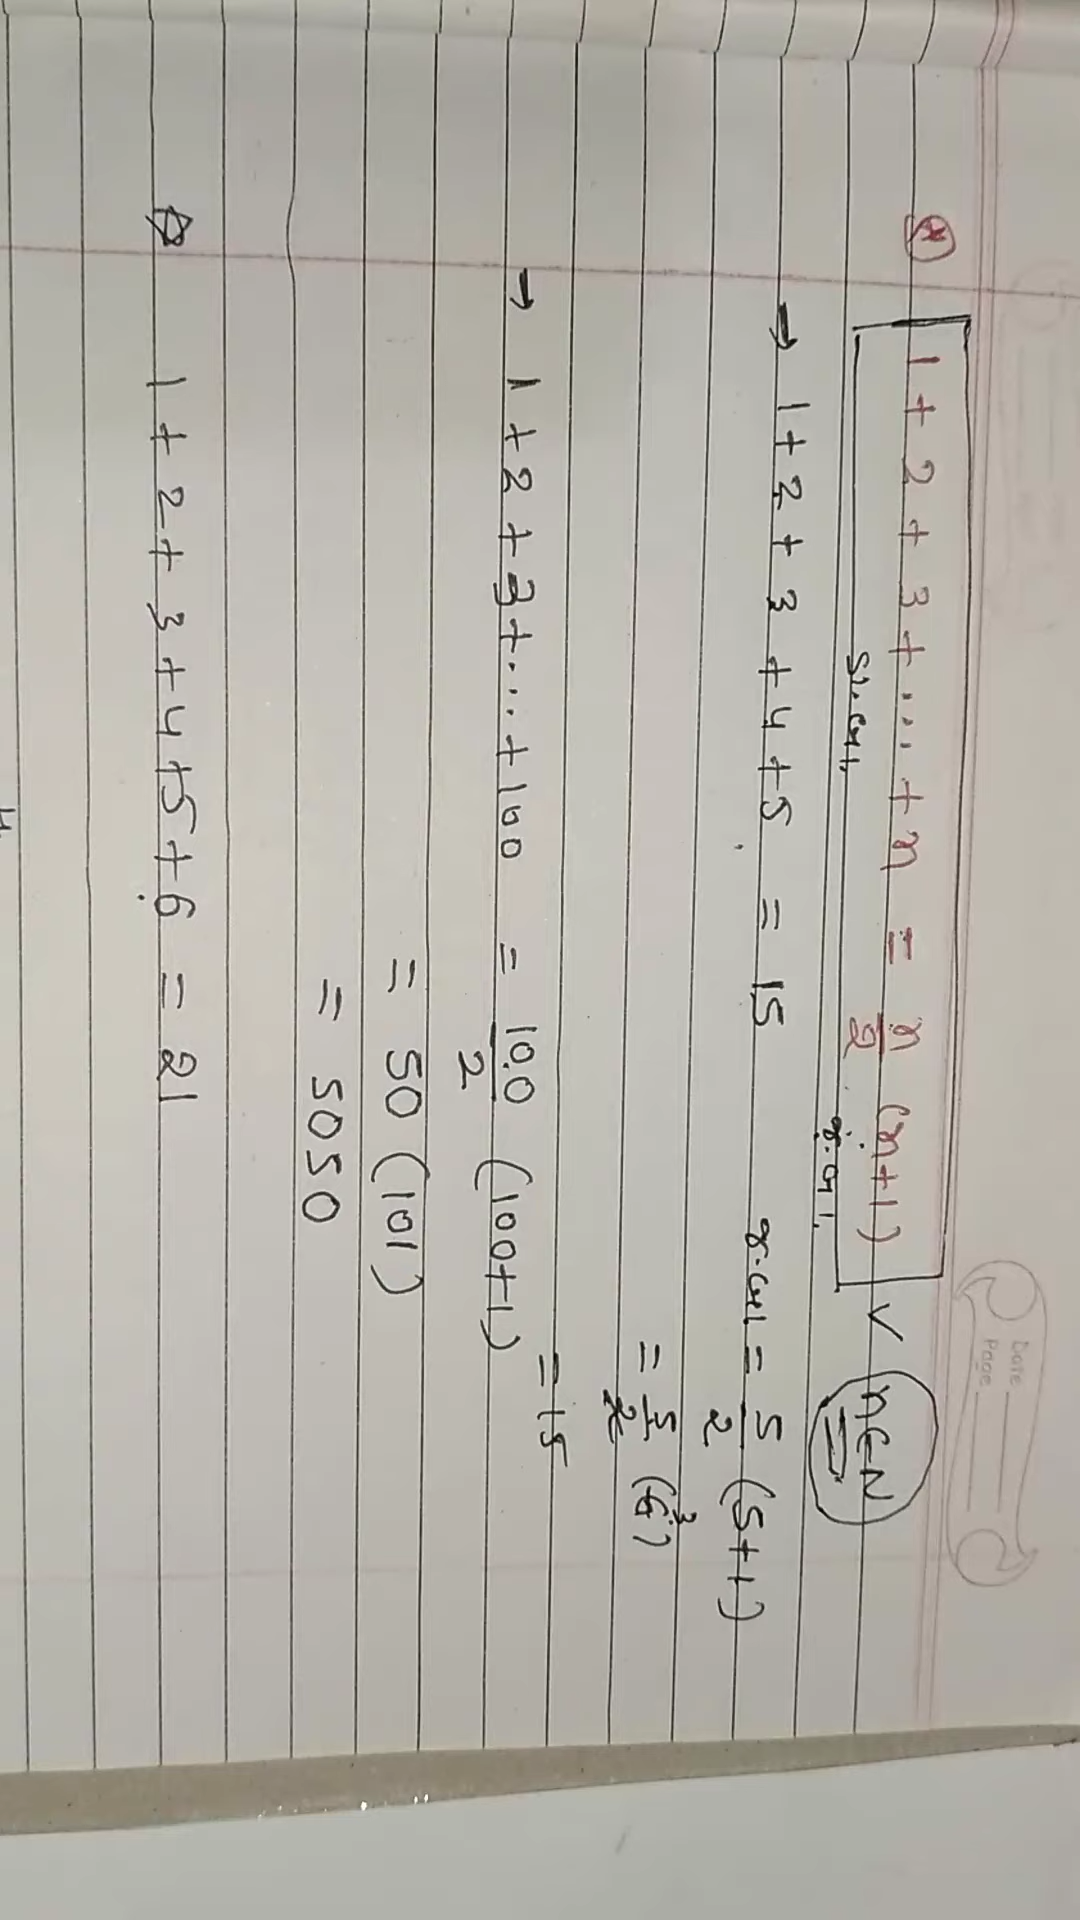 1 + 2 + 3 + ... + n = n/2 (n+1) ✓ n∈N
→ 1 + 2 + 3 + 4 + 5 = 15
= 5/2 (5+1)
= 5/2 (6) 3
= 15
→ 1 + 2 + 3 + ... + 100 = 100/2 (100+1)
= 50 (101)
= 5050
☆ 1 + 2 + 3 + 4 + 5 + 6 = 21
Date
Page